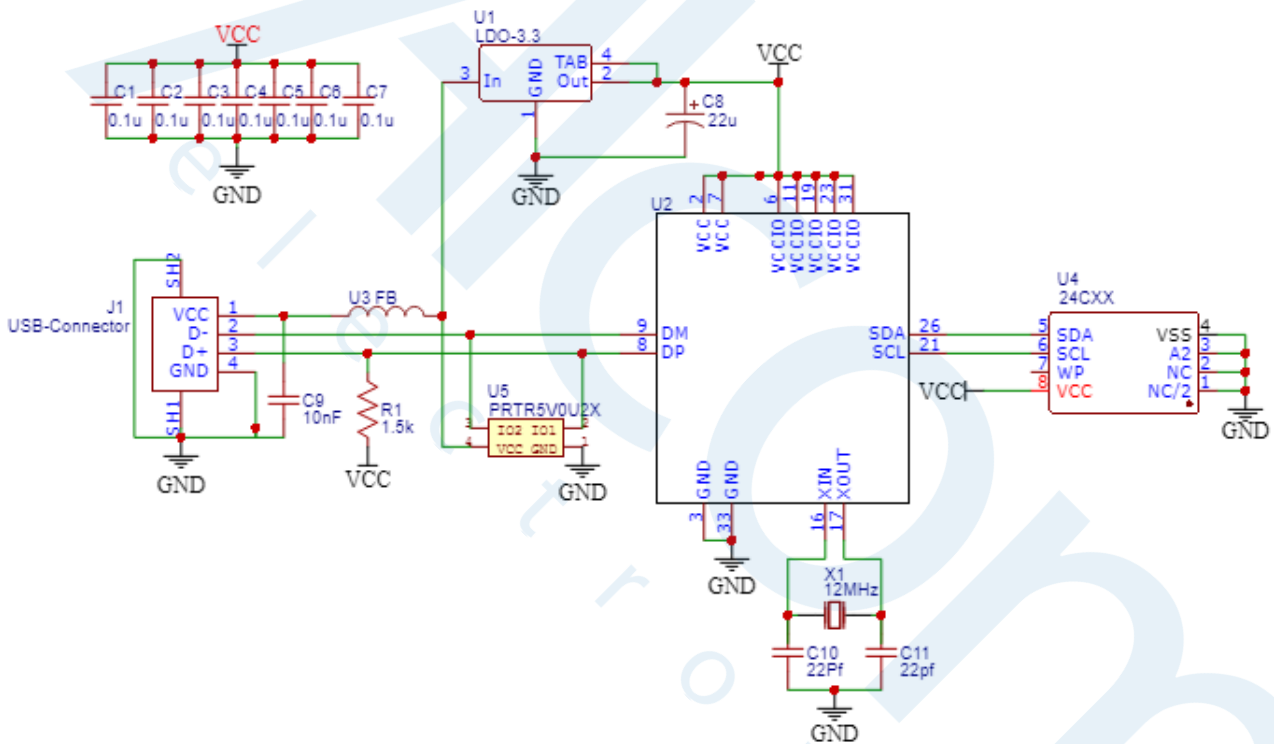 VCC
C1 C2 C3 C4 C5 C6 C7
0.1u 0.1u 0.1u 0.1u 0.1u 0.1u 0.1u
GND
U1
LDO-3.3
3 In GND TAB 4
Out 2
1
GND
+ C8
22u
VCC
J1
USB-Connector
SH2
VCC 1
D- 2
D+ 3
GND 4
SH1
GND
C9
10nF
U3 FB
R1
1.5k
VCC
U5
PRTR5V0U2X
3 IO2 IO1 2
4 VCC GND 1
GND
U2
2 7 6 11 19 23 31
VCC VCC VCCIO VCCIO VCCIO VCCIO VCCIO
9 DM
8 DP
SDA 26
SCL 21
GND GND
3 33
GND
XIN XOUT
16 17
X1
12MHz
C10
22Pf
C11
22pf
GND
U4
24CXX
5 SDA VSS 4
6 SCL A2 3
7 WP NC 2
VCC 8 VCC NC/2 1
GND